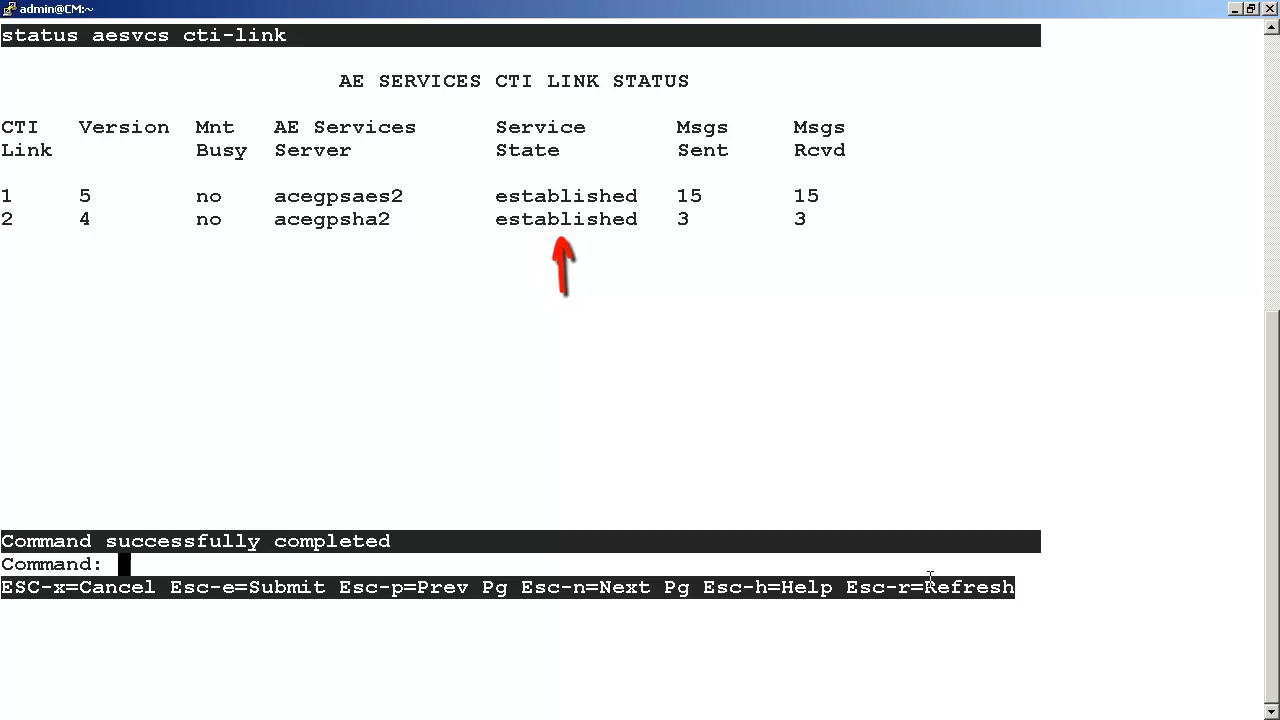 admin@CM:~
status aesvcs cti-link
AE SERVICES CTI LINK STATUS
CTI Version Mnt AE Services Service Msgs Msgs
Link Busy Server State Sent Rcvd
1 5 no acegpsaes2 established 15 15
2 4 no acegpsha2 established 3 3
Command successfully completed
Command:
ESC-x=Cancel Esc-e=Submit Esc-p=Prev Pg Esc-n=Next Pg Esc-h=Help Esc-r=Refresh